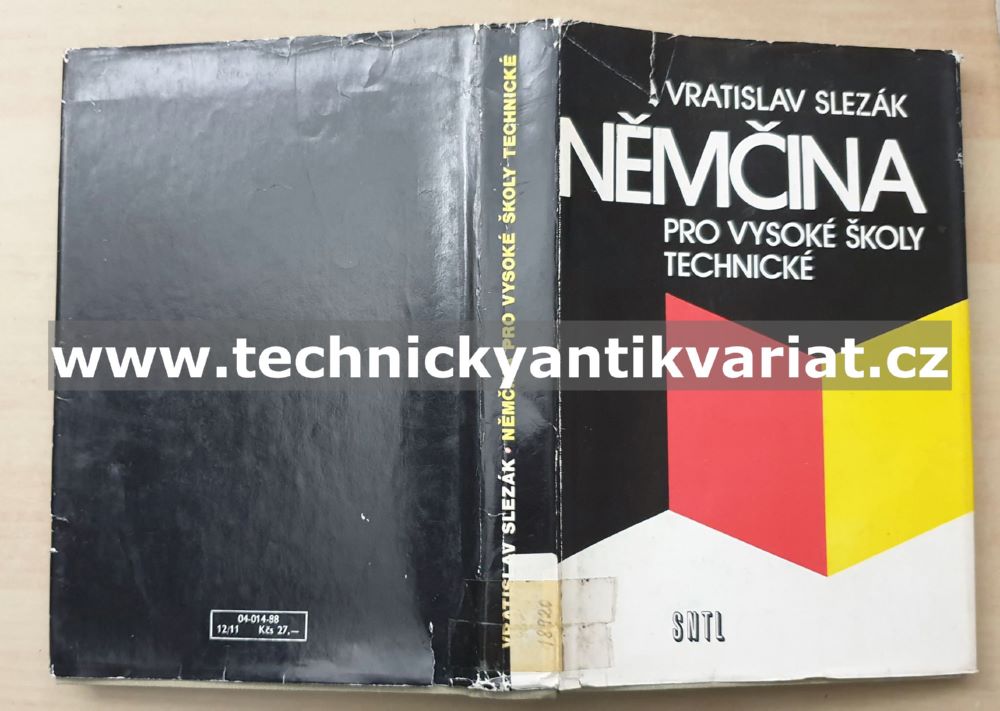 VRATISLAV SLEZÁK
NĚMČINA
PRO VYSOKÉ ŠKOLY
TECHNICKÉ
SNTL
VRATISLAV SLEZÁK • NĚMČINA PRO VYSOKÉ ŠKOLY TECHNICKÉ
04-014-88
12/11 Kčs 27,—
www.technickyantikvariat.cz